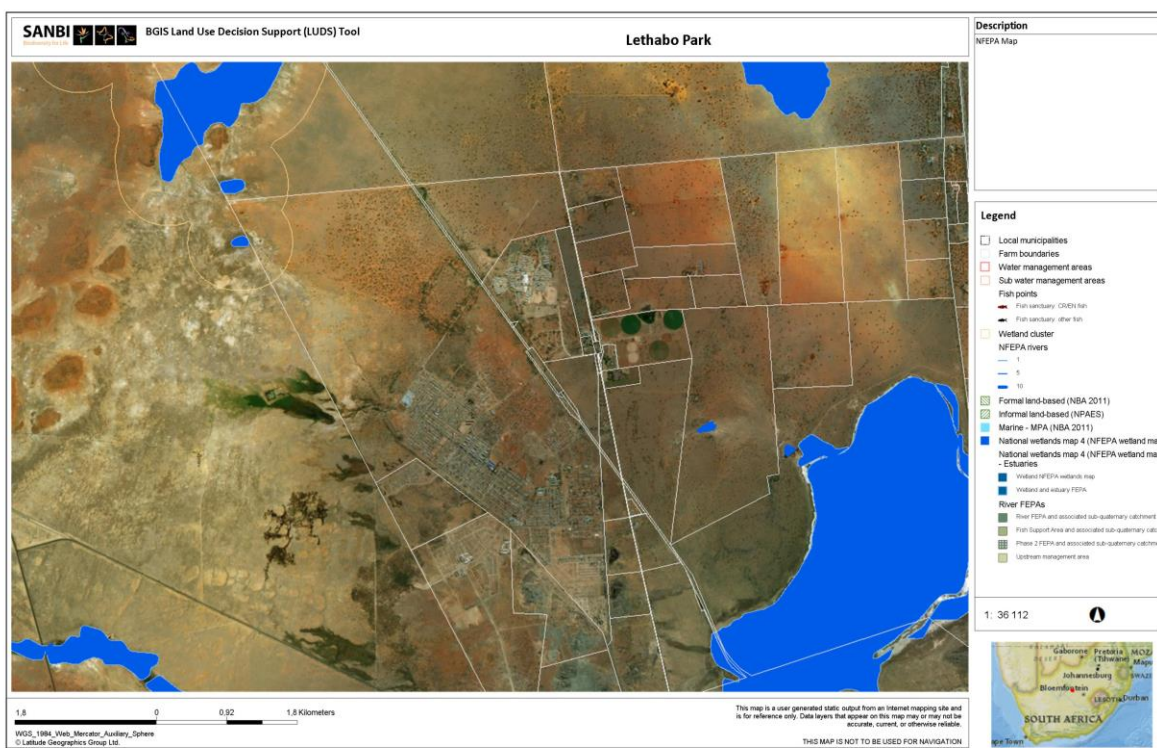 SANBI
Biodiversity for Life
BGIS Land Use Decision Support (LUDS) Tool
Lethabo Park
Description
NFEPA Map
Legend
Local municipalities
Farm boundaries
Water management areas
Sub water management areas
Fish points
Fish sanctuary: CR/EN fish
Fish sanctuary: other fish
Wetland cluster
NFEPA rivers
1
5
10
Formal land-based (NBA 2011)
Informal land-based (NPAES)
Marine - MPA (NBA 2011)
National wetlands map 4 (NFEPA wetland ma
National wetlands map 4 (NFEPA wetland ma
- Estuaries
Wetland NFEPA wetlands map
Wetland and estuary FEPA
River FEPAs
River FEPA and associated sub-quaternary catchment
Fish Support Area and associated sub-quaternary catc
Phase 2 FEPA and associated sub-quaternary catchm
Upstream management area
1: 36 112
Gaborone
Pretoria
(Tshwane)
MOZ
Maps
Johannesburg
SWAZI
Bloemfontein
LESOTHO
Durban
SOUTH AFRICA
ape Town
1,8 0 0.92 1,8 Kilometers
WGS_1984_Web_Mercator_Auxiliary_Sphere
© Latitude Geographics Group Ltd.
This map is a user generated static output from an Internet mapping site and
is for reference only. Data layers that appear on this map may or may not be
accurate, current, or otherwise reliable.
THIS MAP IS NOT TO BE USED FOR NAVIGATION